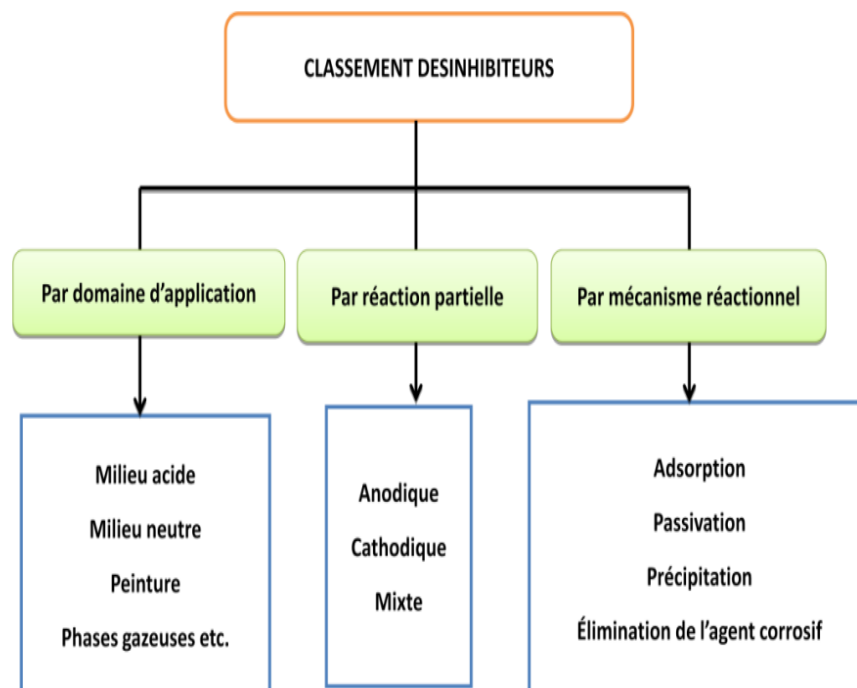 CLASSEMENT DESINHIBITEURS
Par domaine d’application
Par réaction partielle
Par mécanisme réactionnel
Milieu acide
Milieu neutre
Peinture
Phases gazeuses etc.
Anodique
Cathodique
Mixte
Adsorption
Passivation
Précipitation
Élimination de l’agent corrosif